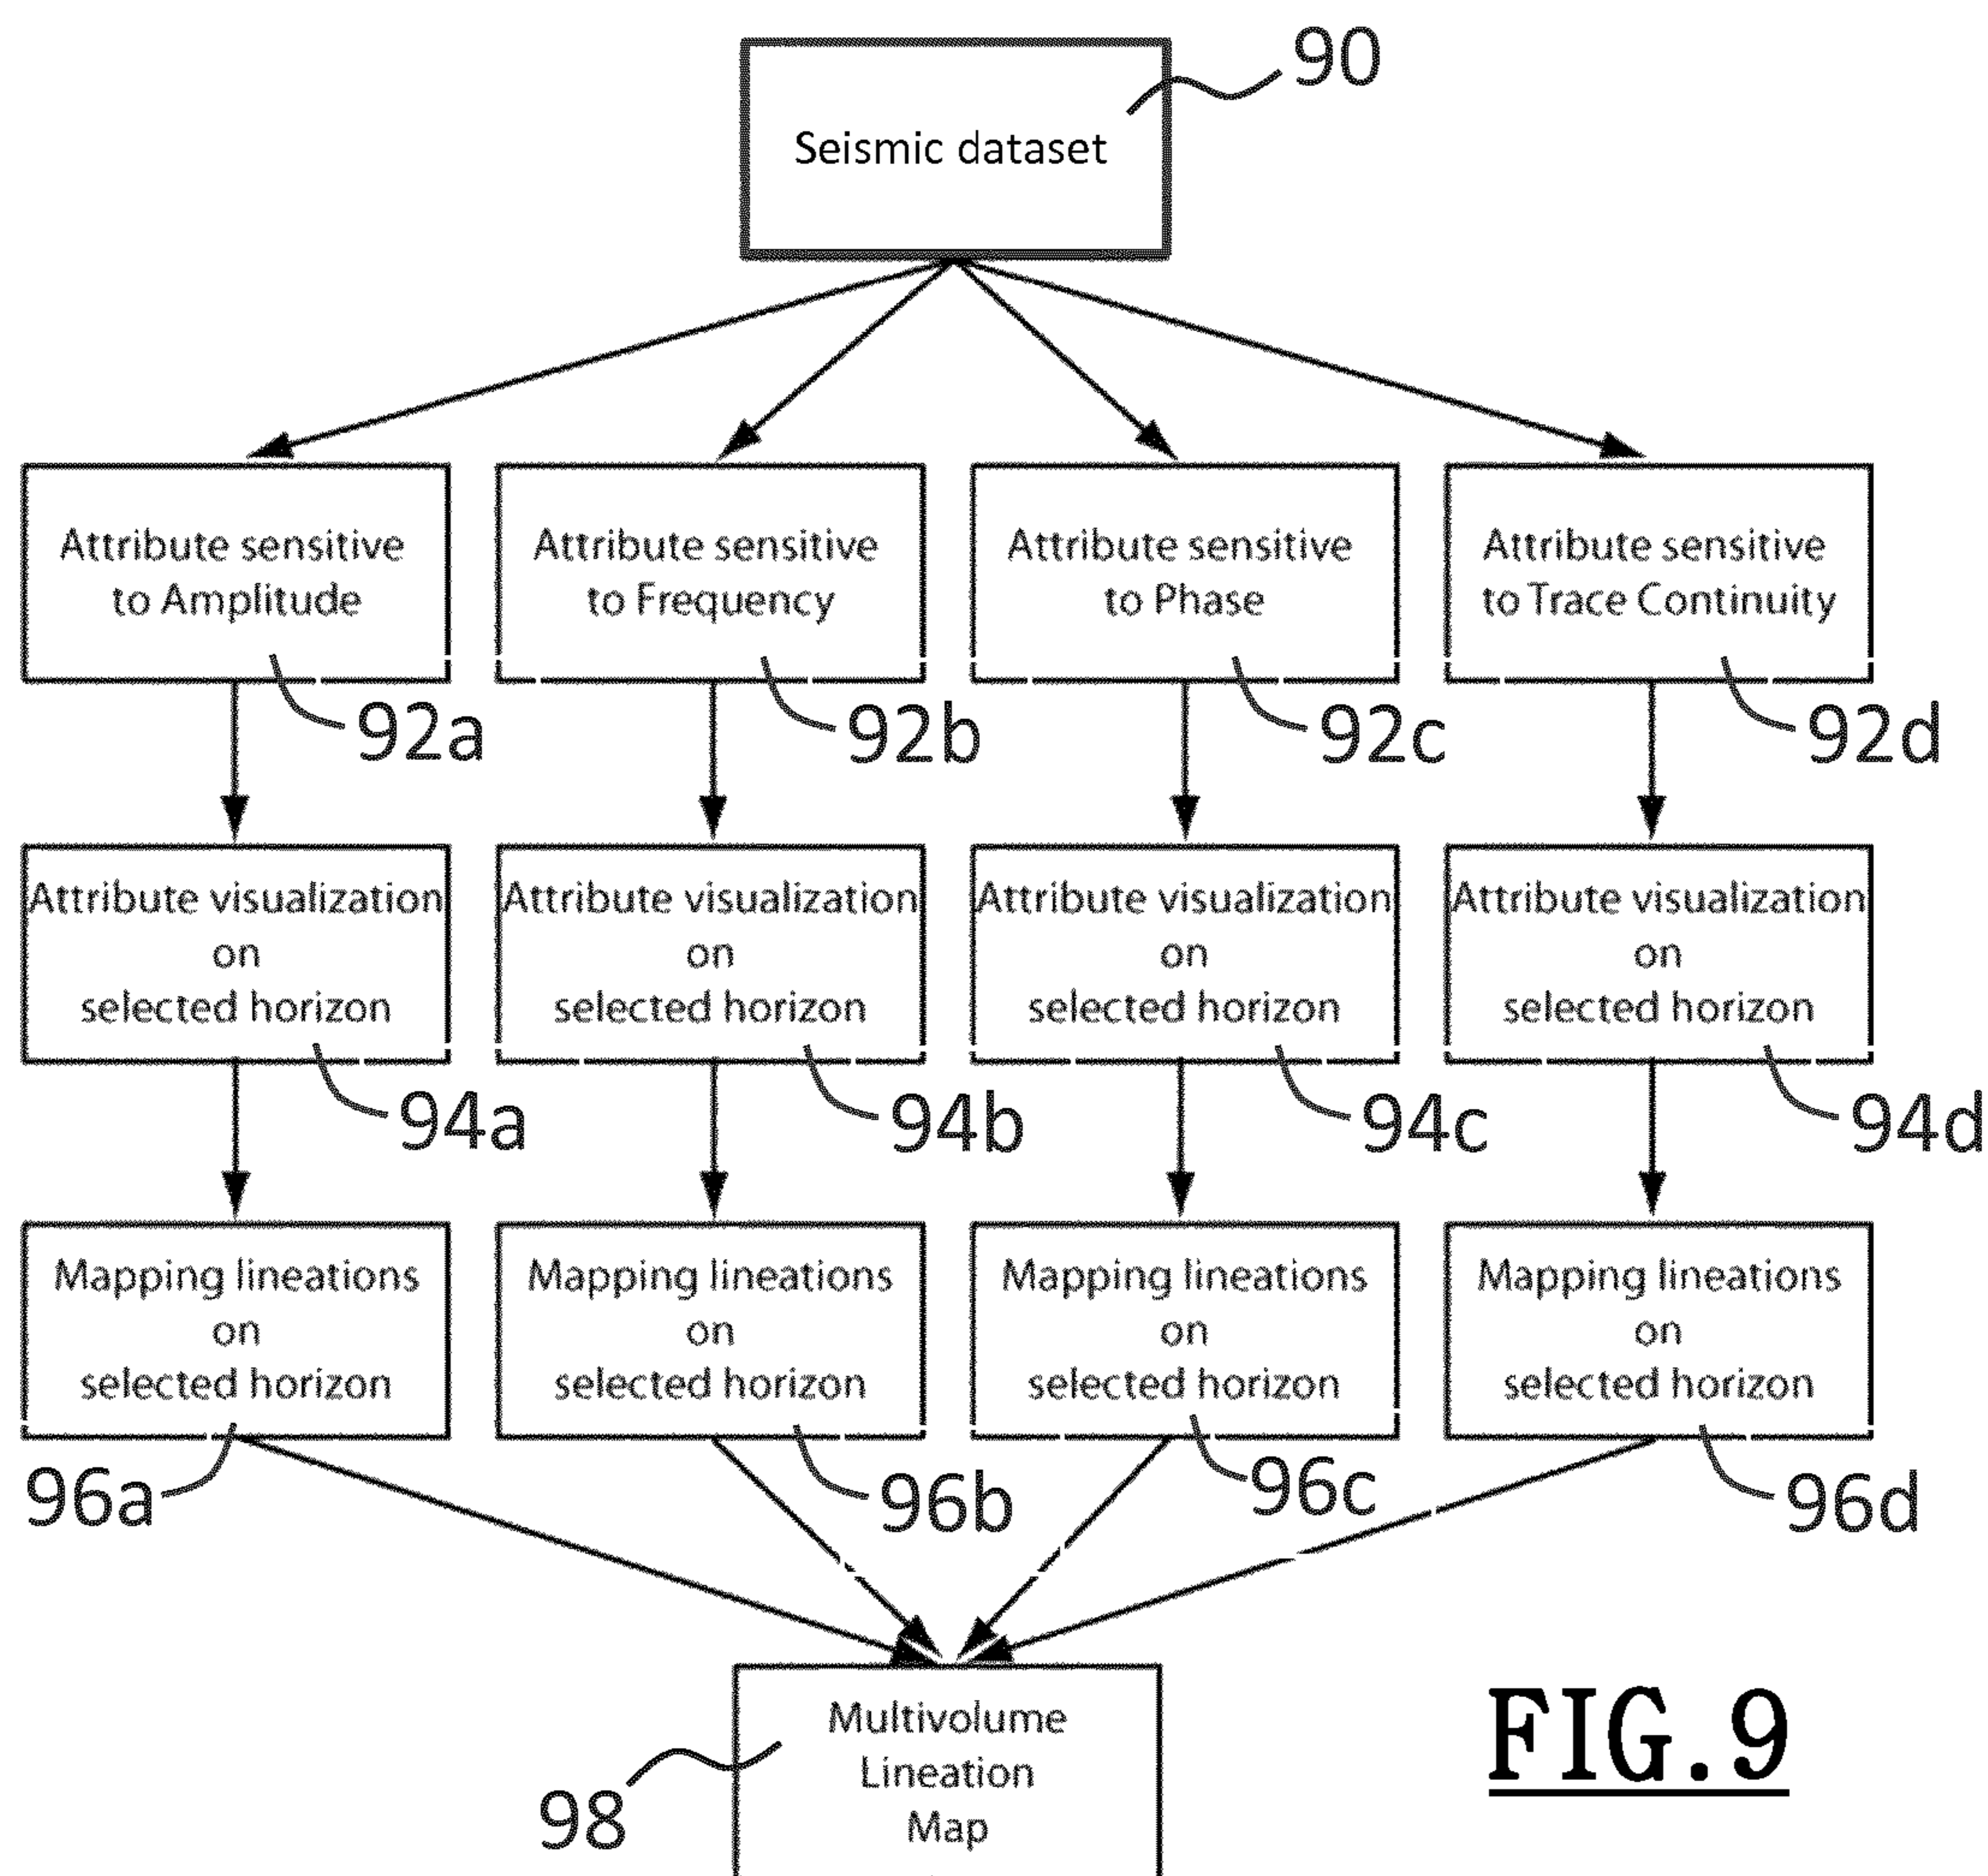 90
Seismic dataset
Attribute sensitive
to Amplitude
Attribute sensitive
to Frequency
Attribute sensitive
to Phase
Attribute sensitive
to Trace Continuity
92a
92b
92c
92d
Attribute visualization
on
selected horizon
Attribute visualization
on
selected horizon
Attribute visualization
on
selected horizon
Attribute visualization
on
selected horizon
94a
94b
94c
94d
Mapping lineations
on
selected horizon
Mapping lineations
on
selected horizon
Mapping lineations
on
selected horizon
Mapping lineations
on
selected horizon
96a
96b
96c
96d
Multivolume
Lineation
Map
98
FIG.9